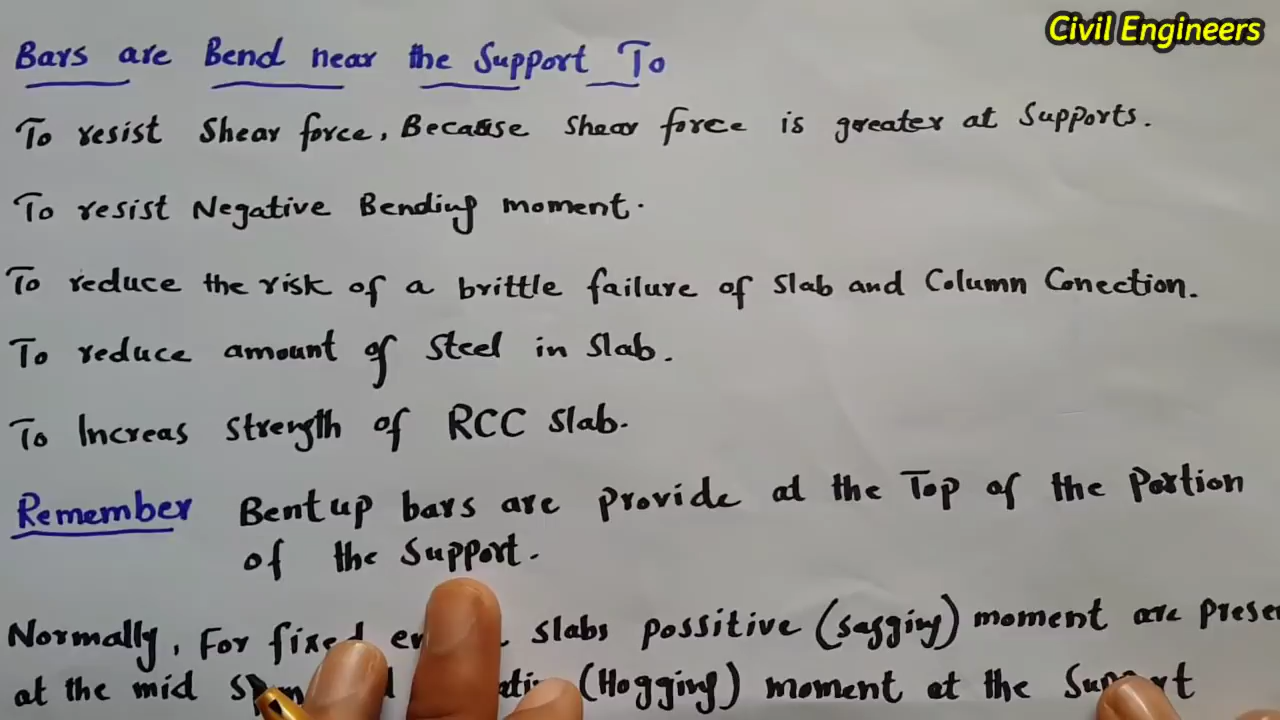 Civil Engineers
Bars are Bend near the Support To
To resist Shear force, Because Shear force is greater at Supports.
To resist Negative Bending moment.
To reduce the risk of a brittle failure of Slab and Column Conection.
To reduce amount of Steel in Slab.
To Increas Strength of RCC Slab.
Remember Bentup bars are provide at the Top of the Portion
of the Support.
Normally, For slabs possitive (sagging) moment are
at the mid (Hogging) moment at the